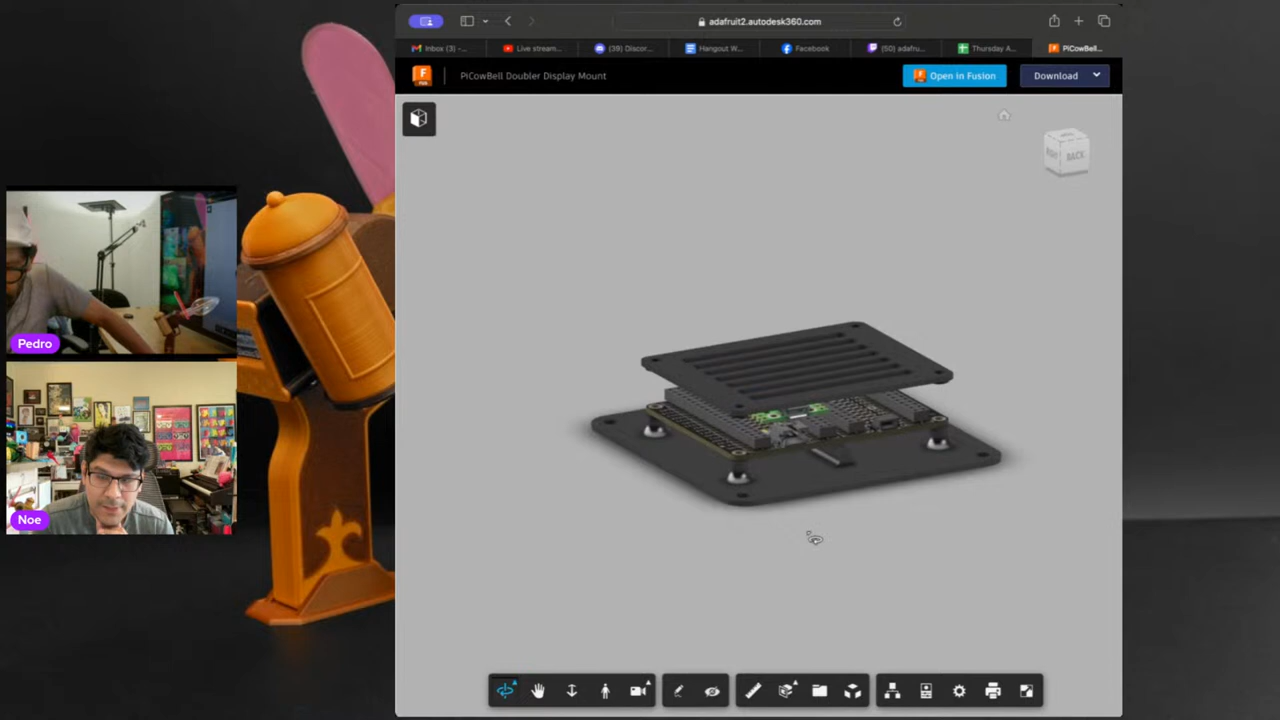 adafruit2.autodesk360.com
Inbox (3) –...
Live stream...
(39) Discor...
Hangout W...
Facebook
(50) adafru...
Thursday A...
PiCowBell...
PiCowBell Doubler Display Mount
Open in Fusion
Download
BACK
Pedro
Noe